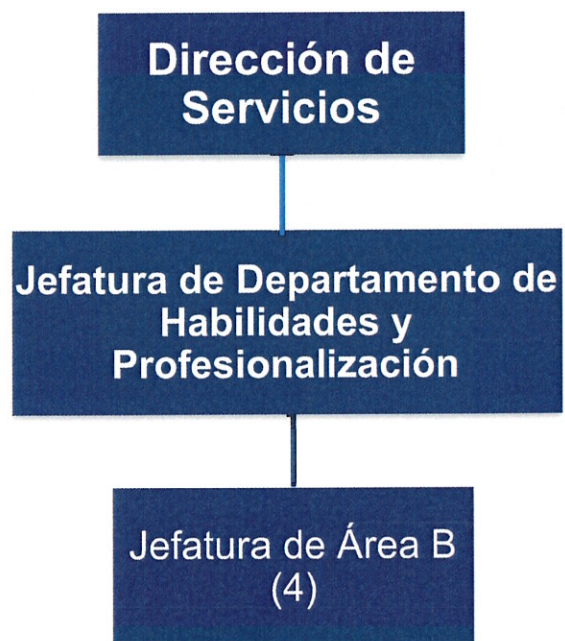 Dirección de
Servicios
Jefatura de Departamento de
Habilidades y
Profesionalización
Jefatura de Área B
(4)